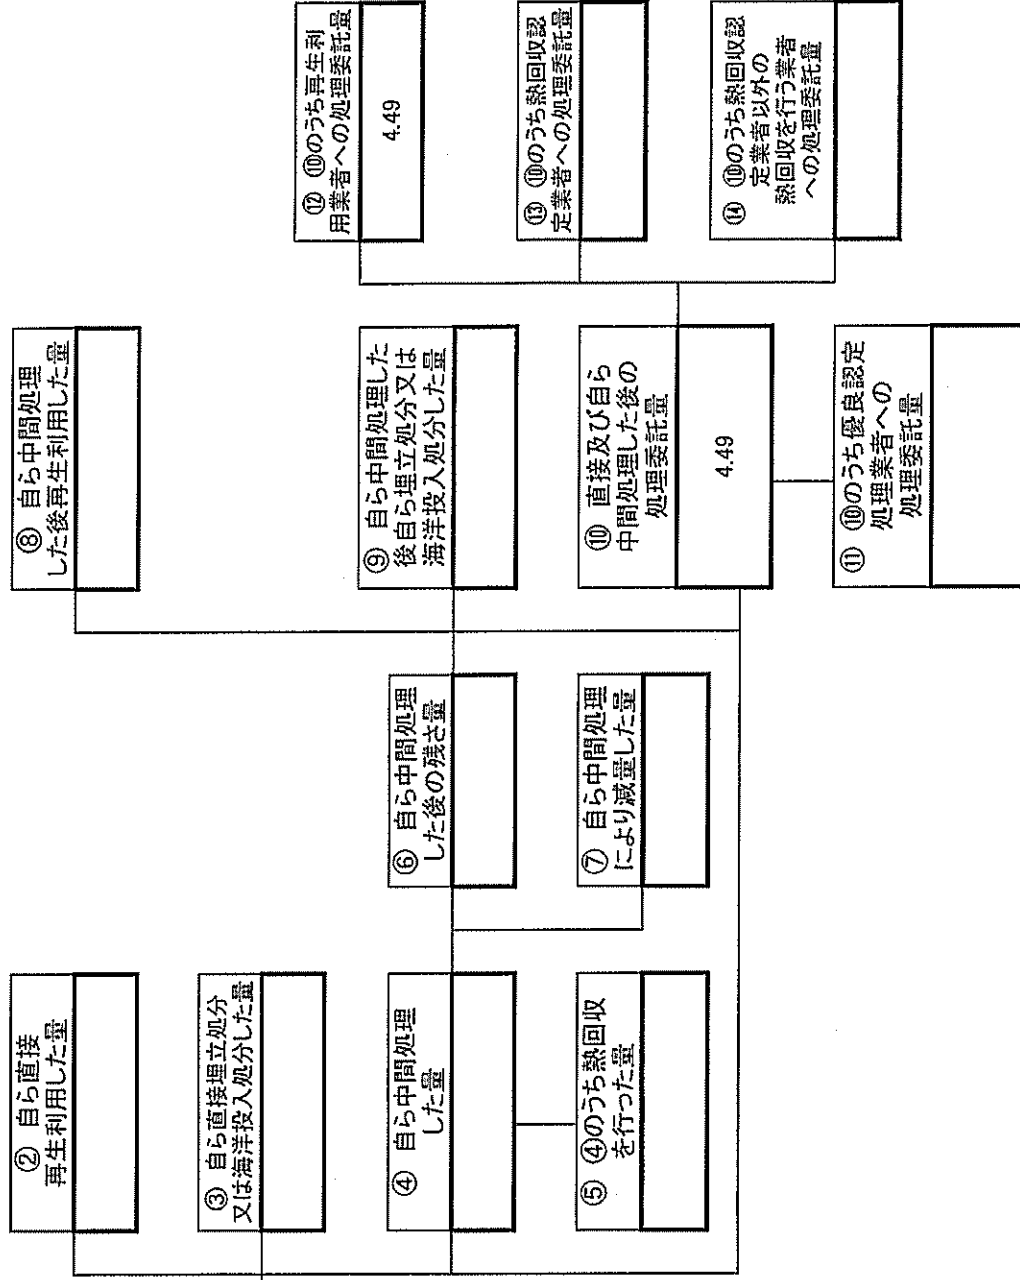 ② 自ら直接
再生利用した量
③ 自ら直接埋立処分
又は海洋投入処分した量
④ 自ら中間処理
した量
⑤ ④のうち熱回収
を行った量
⑥ 自ら中間処理
した後の残さ量
⑦ 自ら中間処理
により減量した量
⑧ 自ら中間処理
した後再生利用した量
⑨ 自ら中間処理した
後自ら埋立処分又は
海洋投入処分した量
⑩ 直接及び自ら
中間処理した後の
処理委託量
4.49
⑪ ⑩のうち優良認定
処理業者への
処理委託量
⑫ ⑩のうち再生利
用業者への処理委託量
4.49
⑬ ⑩のうち熱回収認
定業者への処理委託量
⑭ ⑩のうち熱回収認
定業者以外の
熱回収を行う業者
への処理委託量